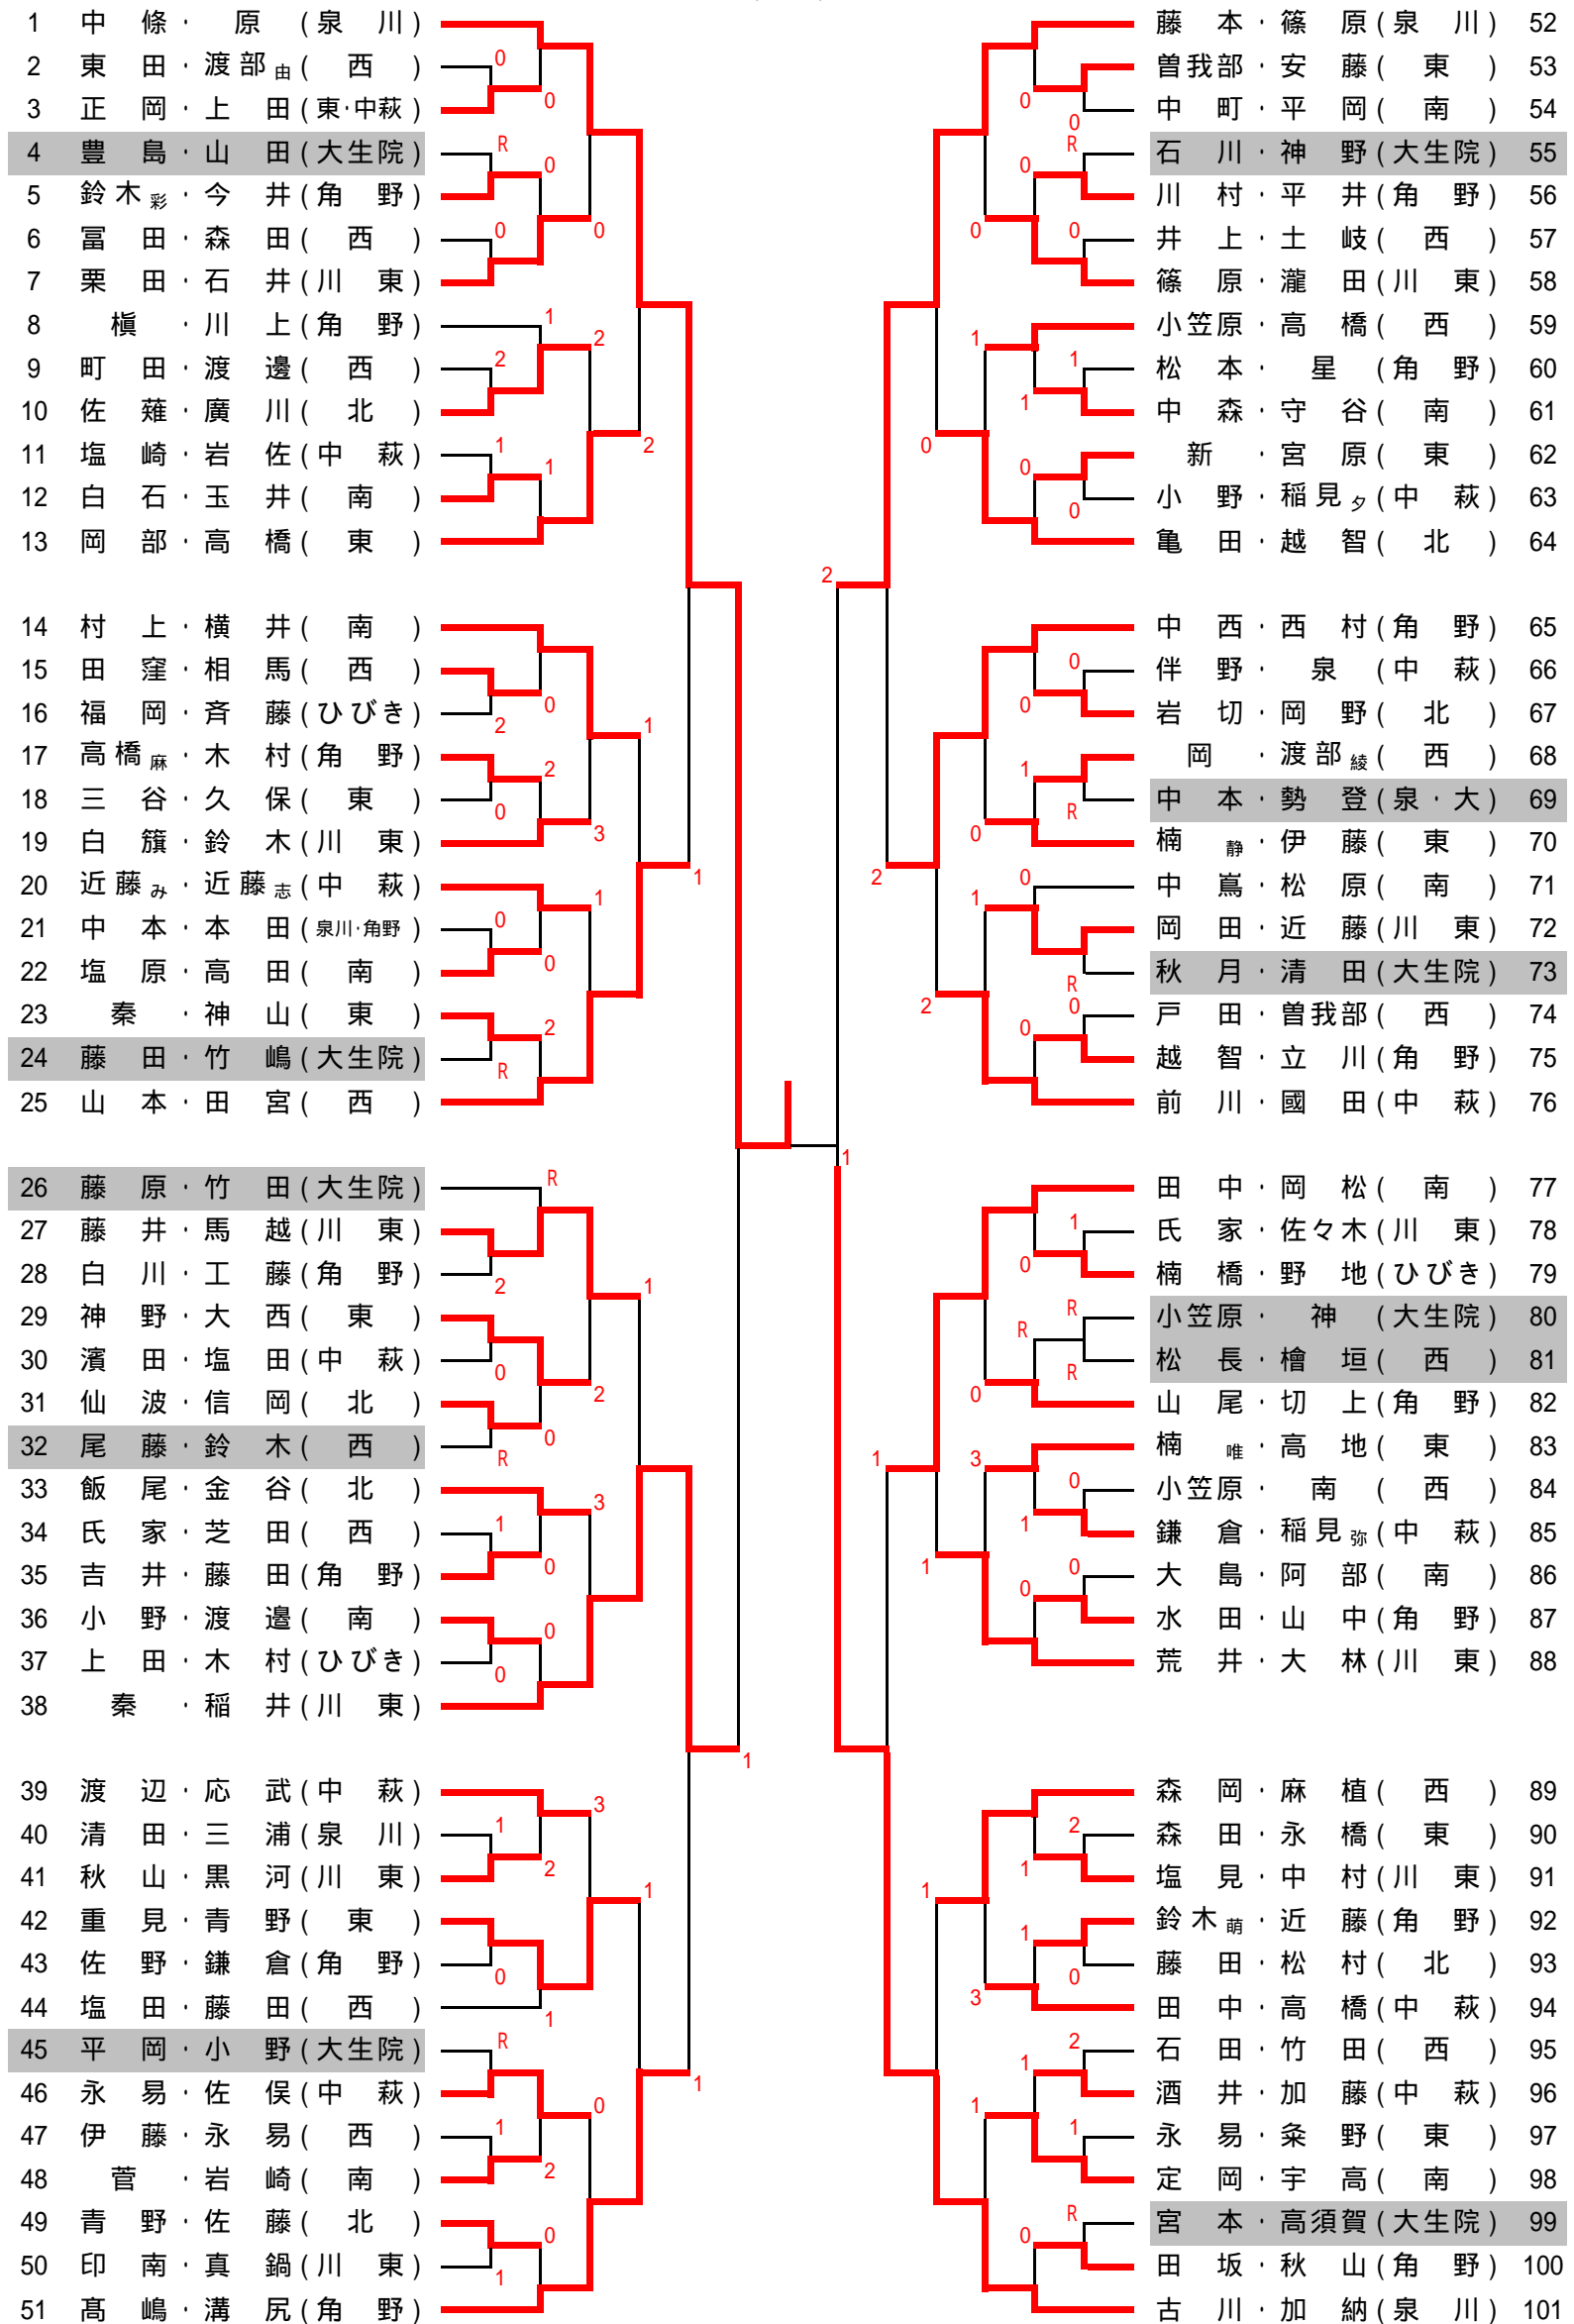 1 中條・原(泉川)
2 東田・渡部由(西)
3 正岡・上田(東・中萩)
4 豊島・山田(大生院)
5 鈴木彩・今井(角野)
6 冨田・森田(西)
7 栗田・石井(川東)
8 槇・川上(角野)
9 町田・渡邊(西)
10 佐薙・廣川(北)
11 塩崎・岩佐(中萩)
12 白石・玉井(南)
13 岡部・高橋(東)
14 村上・横井(南)
15 田窪・相馬(西)
16 福岡・斉藤(ひびき)
17 高橋麻・木村(角野)
18 三谷・久保(東)
19 白籏・鈴木(川東)
20 近藤み・近藤志(中萩)
21 中本・本田(泉川・角野)
22 塩原・高田(南)
23 秦・神山(東)
24 藤田・竹嶋(大生院)
25 山本・田宮(西)
26 藤原・竹田(大生院)
27 藤井・馬越(川東)
28 白川・工藤(角野)
29 神野・大西(東)
30 濱田・塩田(中萩)
31 仙波・信岡(北)
32 尾藤・鈴木(西)
33 飯尾・金谷(北)
34 氏家・芝田(西)
35 吉井・藤田(角野)
36 小野・渡邉(南)
37 上田・木村(ひびき)
38 秦・稲井(川東)
39 渡辺・応武(中萩)
40 清田・三浦(泉川)
41 秋山・黒河(川東)
42 重見・青野(東)
43 佐野・鎌倉(角野)
44 塩田・藤田(西)
45 平岡・小野(大生院)
46 永易・佐俣(中萩)
47 伊藤・永易(西)
48 菅・岩崎(南)
49 青野・佐藤(北)
50 印南・真鍋(川東)
51 髙嶋・溝尻(角野)
藤本・篠原(泉川) 52
曽我部・安藤(東) 53
中町・平岡(南) 54
石川・神野(大生院) 55
川村・平井(角野) 56
井上・土岐(西) 57
篠原・瀧田(川東) 58
小笠原・高橋(西) 59
松本・星(角野) 60
中森・守谷(南) 61
新・宮原(東) 62
小野・稲見夕(中萩) 63
亀田・越智(北) 64
中西・西村(角野) 65
伴野・泉(中萩) 66
岩切・岡野(北) 67
岡・渡部綾(西) 68
中本・勢登(泉・大) 69
楠静・伊藤(東) 70
中嶌・松原(南) 71
岡田・近藤(川東) 72
秋月・清田(大生院) 73
戸田・曽我部(西) 74
越智・立川(角野) 75
前川・國田(中萩) 76
田中・岡松(南) 77
氏家・佐々木(川東) 78
楠橋・野地(ひびき) 79
小笠原・神(大生院) 80
松長・檜垣(西) 81
山尾・切上(角野) 82
楠唯・高地(東) 83
小笠原・南(西) 84
鎌倉・稲見弥(中萩) 85
大島・阿部(南) 86
水田・山中(角野) 87
荒井・大林(川東) 88
森岡・麻植(西) 89
森田・永橋(東) 90
塩見・中村(川東) 91
鈴木萌・近藤(角野) 92
藤田・松村(北) 93
田中・高橋(中萩) 94
石田・竹田(西) 95
酒井・加藤(中萩) 96
永易・粂野(東) 97
定岡・宇高(南) 98
宮本・高須賀(大生院) 99
田坂・秋山(角野) 100
古川・加納(泉川) 101